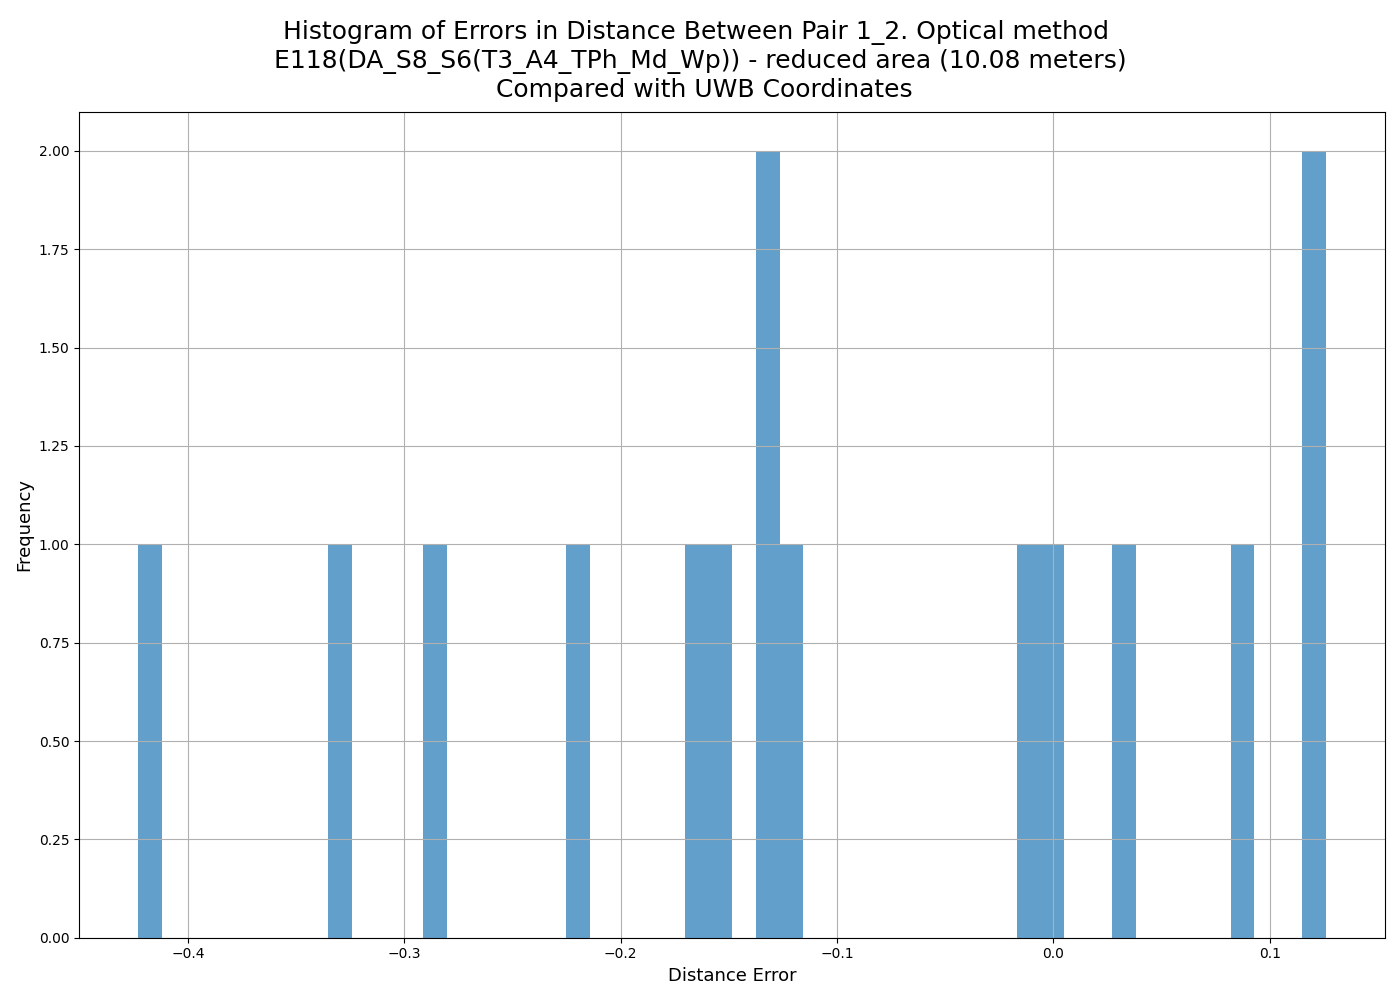 Histogram of Errors in Distance Between Pair 1_2. Optical method
E118(DA_S8_S6(T3_A4_TPh_Md_Wp)) - reduced area (10.08 meters)
Compared with UWB Coordinates
2.00
1.75
1.50
1.25
1.00
0.75
0.50
0.25
0.00
Frequency
−0.4 −0.3 −0.2 −0.1 0.0 0.1
Distance Error